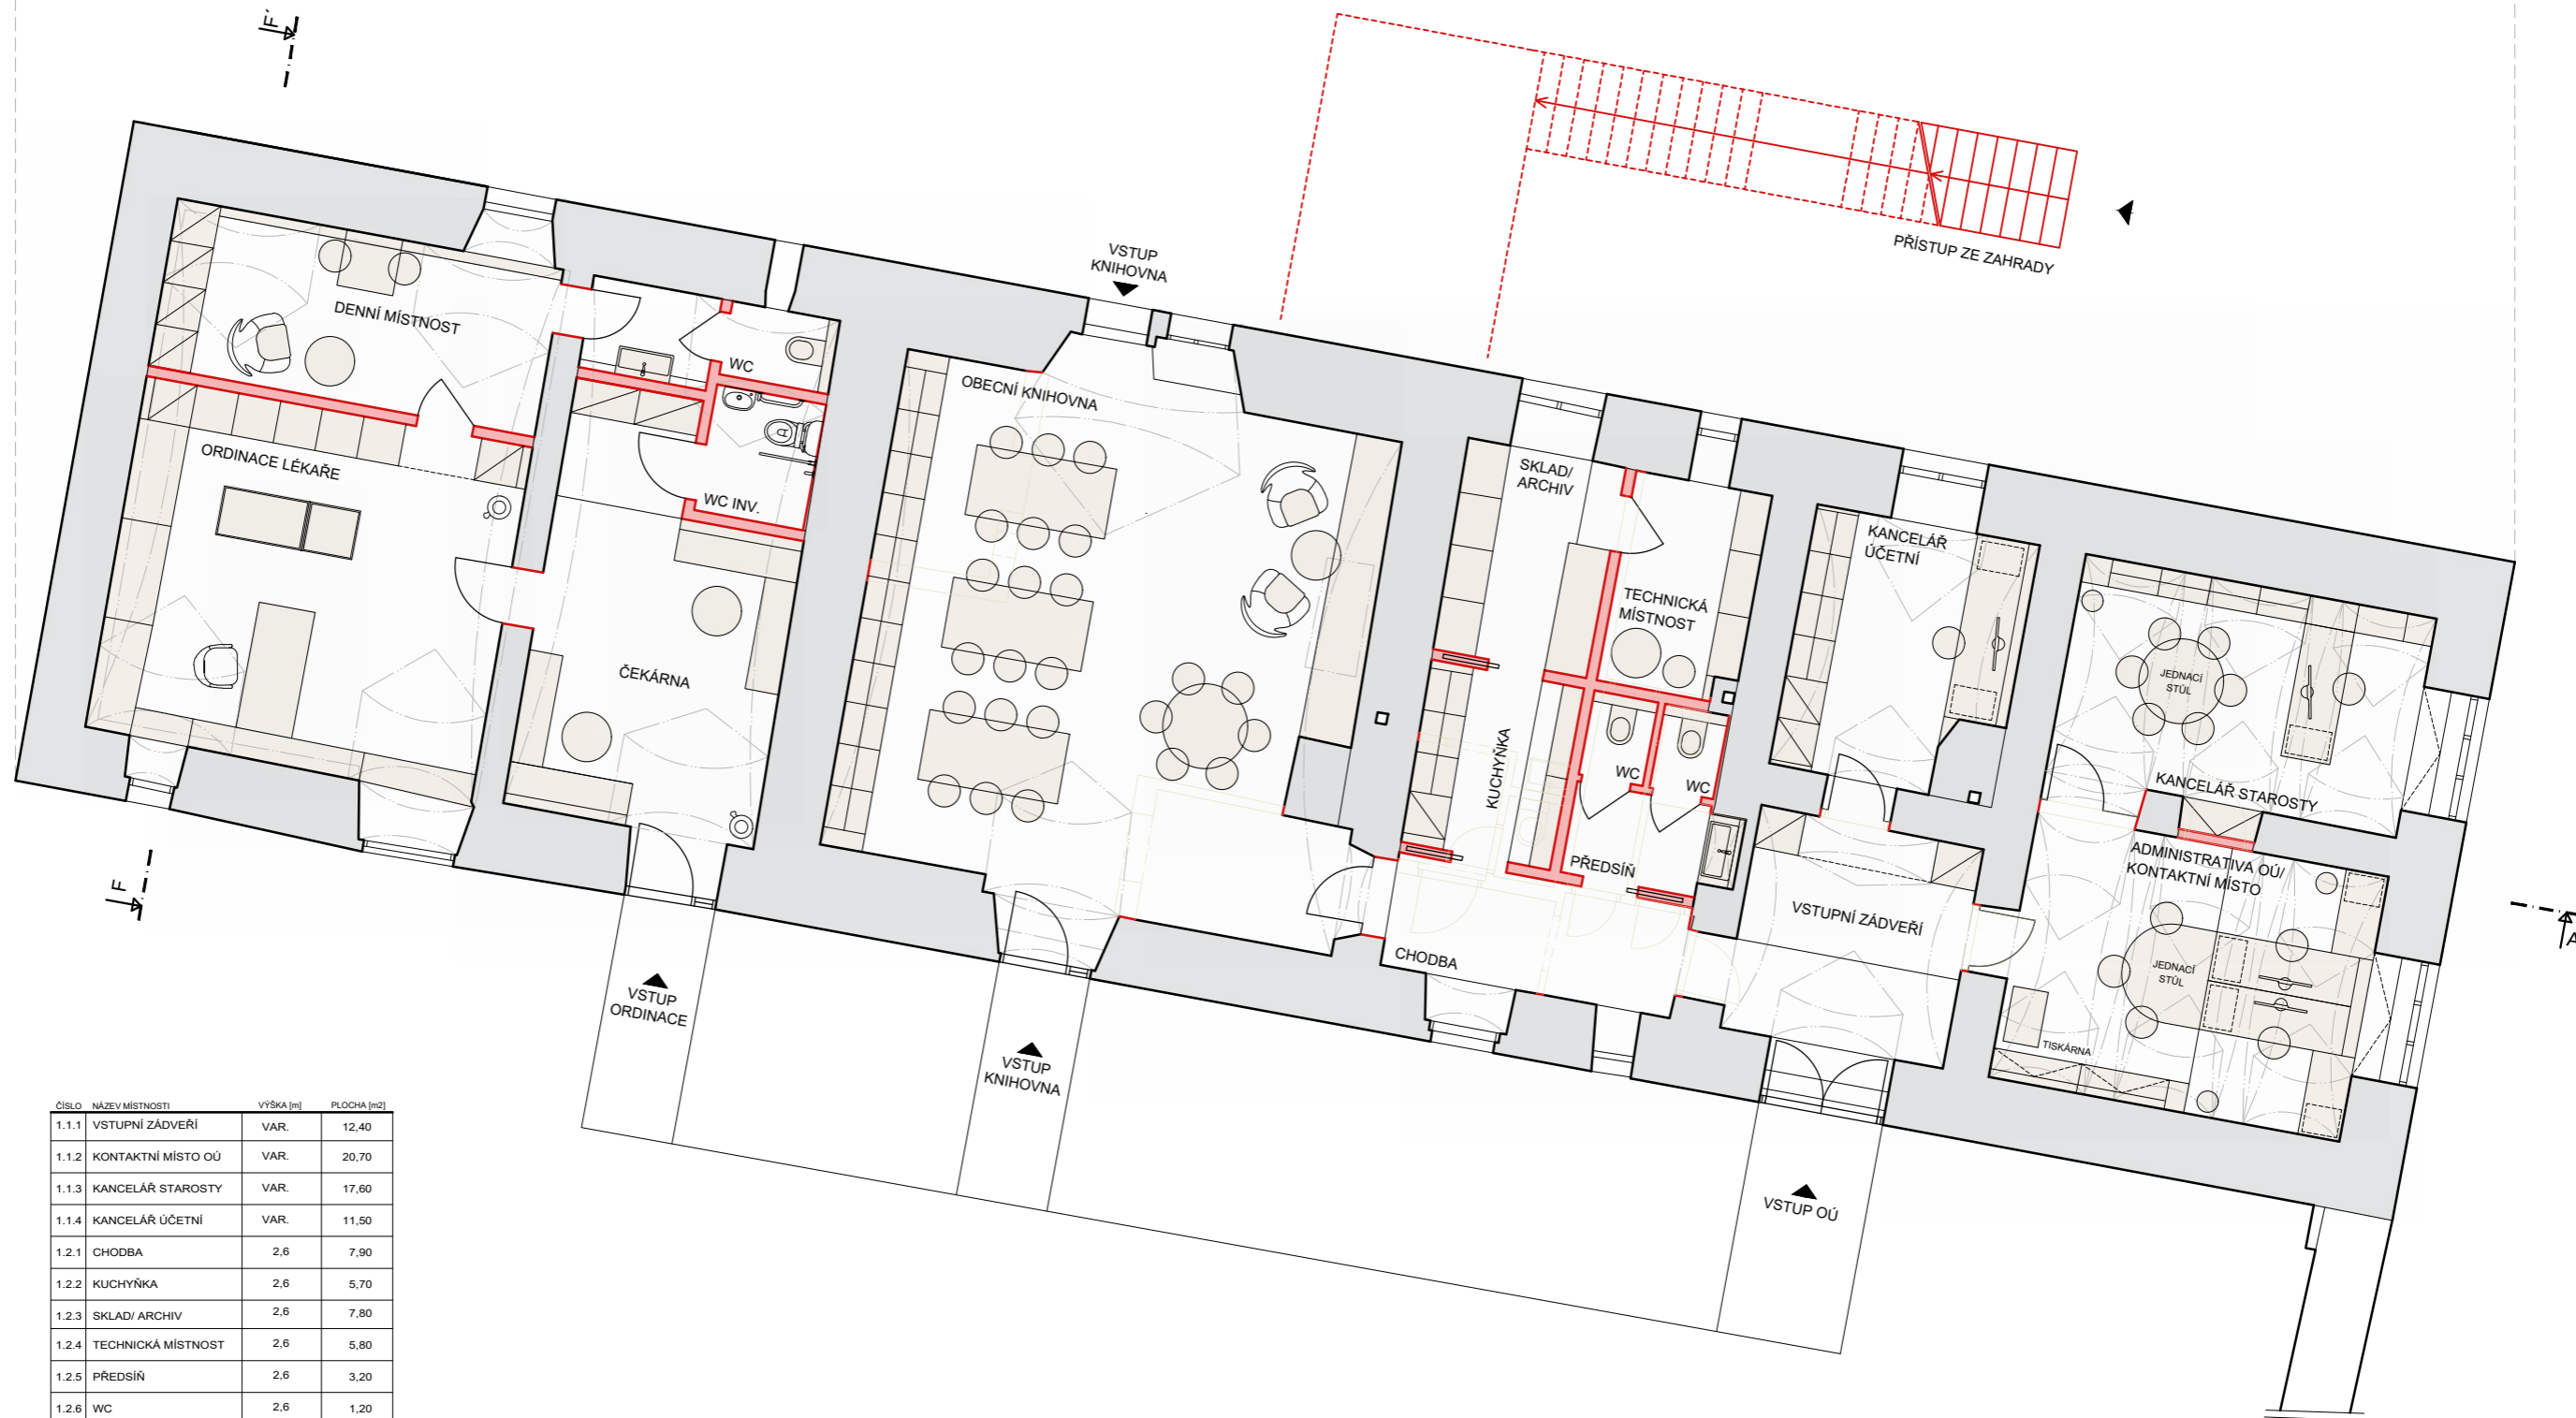 F'
VSTUP
KNIHOVNA
PŘÍSTUP ZE ZAHRADY
DENNÍ MÍSTNOST
WC
OBECNÍ KNIHOVNA
ORDINACE LÉKAŘE
WC INV.
SKLAD/
ARCHIV
KANCELÁŘ
ÚČETNÍ
TECHNICKÁ
MÍSTNOST
ČEKÁRNA
JEDNACÍ
STŮL
KUCHYŇKA
WC
WC
KANCELÁŘ STAROSTY
PŘEDSÍŇ
ADMINISTRATIVA OÚ/
KONTAKTNÍ MÍSTO
F
VSTUPNÍ ZÁDVEŘÍ
CHODBA
JEDNACÍ
STŮL
A
TISKÁRNA
VSTUP
ORDINACE
VSTUP
KNIHOVNA
VSTUP OÚ
ČÍSLO NÁZEV MÍSTNOSTI VÝŠKA [m] PLOCHA [m2]
1.1.1 VSTUPNÍ ZÁDVEŘÍ VAR. 12,40
1.1.2 KONTAKTNÍ MÍSTO OÚ VAR. 20,70
1.1.3 KANCELÁŘ STAROSTY VAR. 17,60
1.1.4 KANCELÁŘ ÚČETNÍ VAR. 11,50
1.2.1 CHODBA 2,6 7,90
1.2.2 KUCHYŇKA 2,6 5,70
1.2.3 SKLAD/ ARCHIV 2,6 7,80
1.2.4 TECHNICKÁ MÍSTNOST 2,6 5,80
1.2.5 PŘEDSÍŇ 2,6 3,20
1.2.6 WC 2,6 1,20